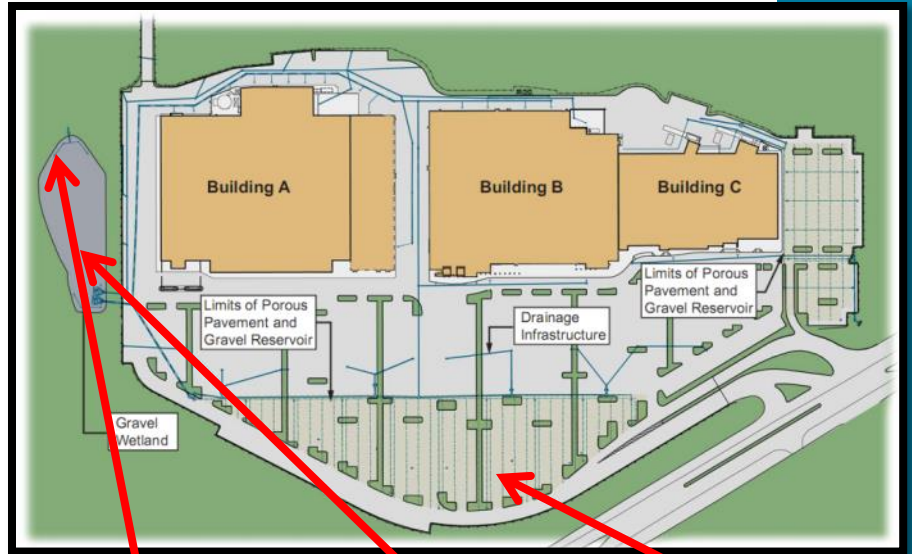 Building A
Building B
Building C
Limits of Porous
Pavement and
Gravel Reservoir
Drainage
Infrastructure
Limits of Porous
Pavement and
Gravel Reservoir
Gravel
Wetland